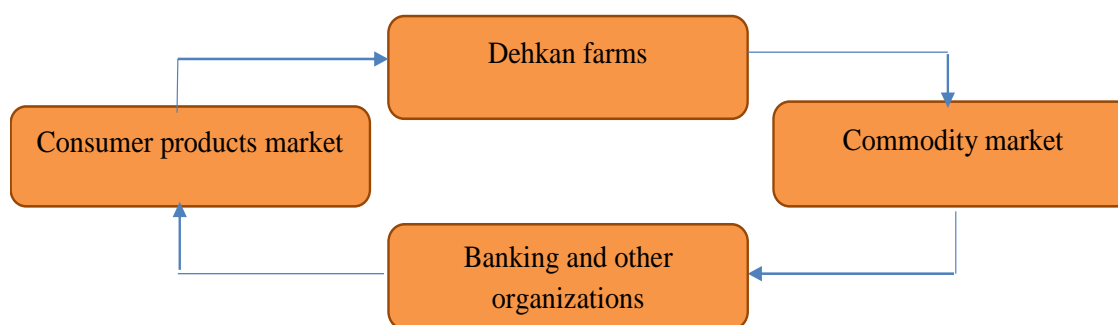 Dehkan farms
Consumer products market
Commodity market
Banking and other
organizations